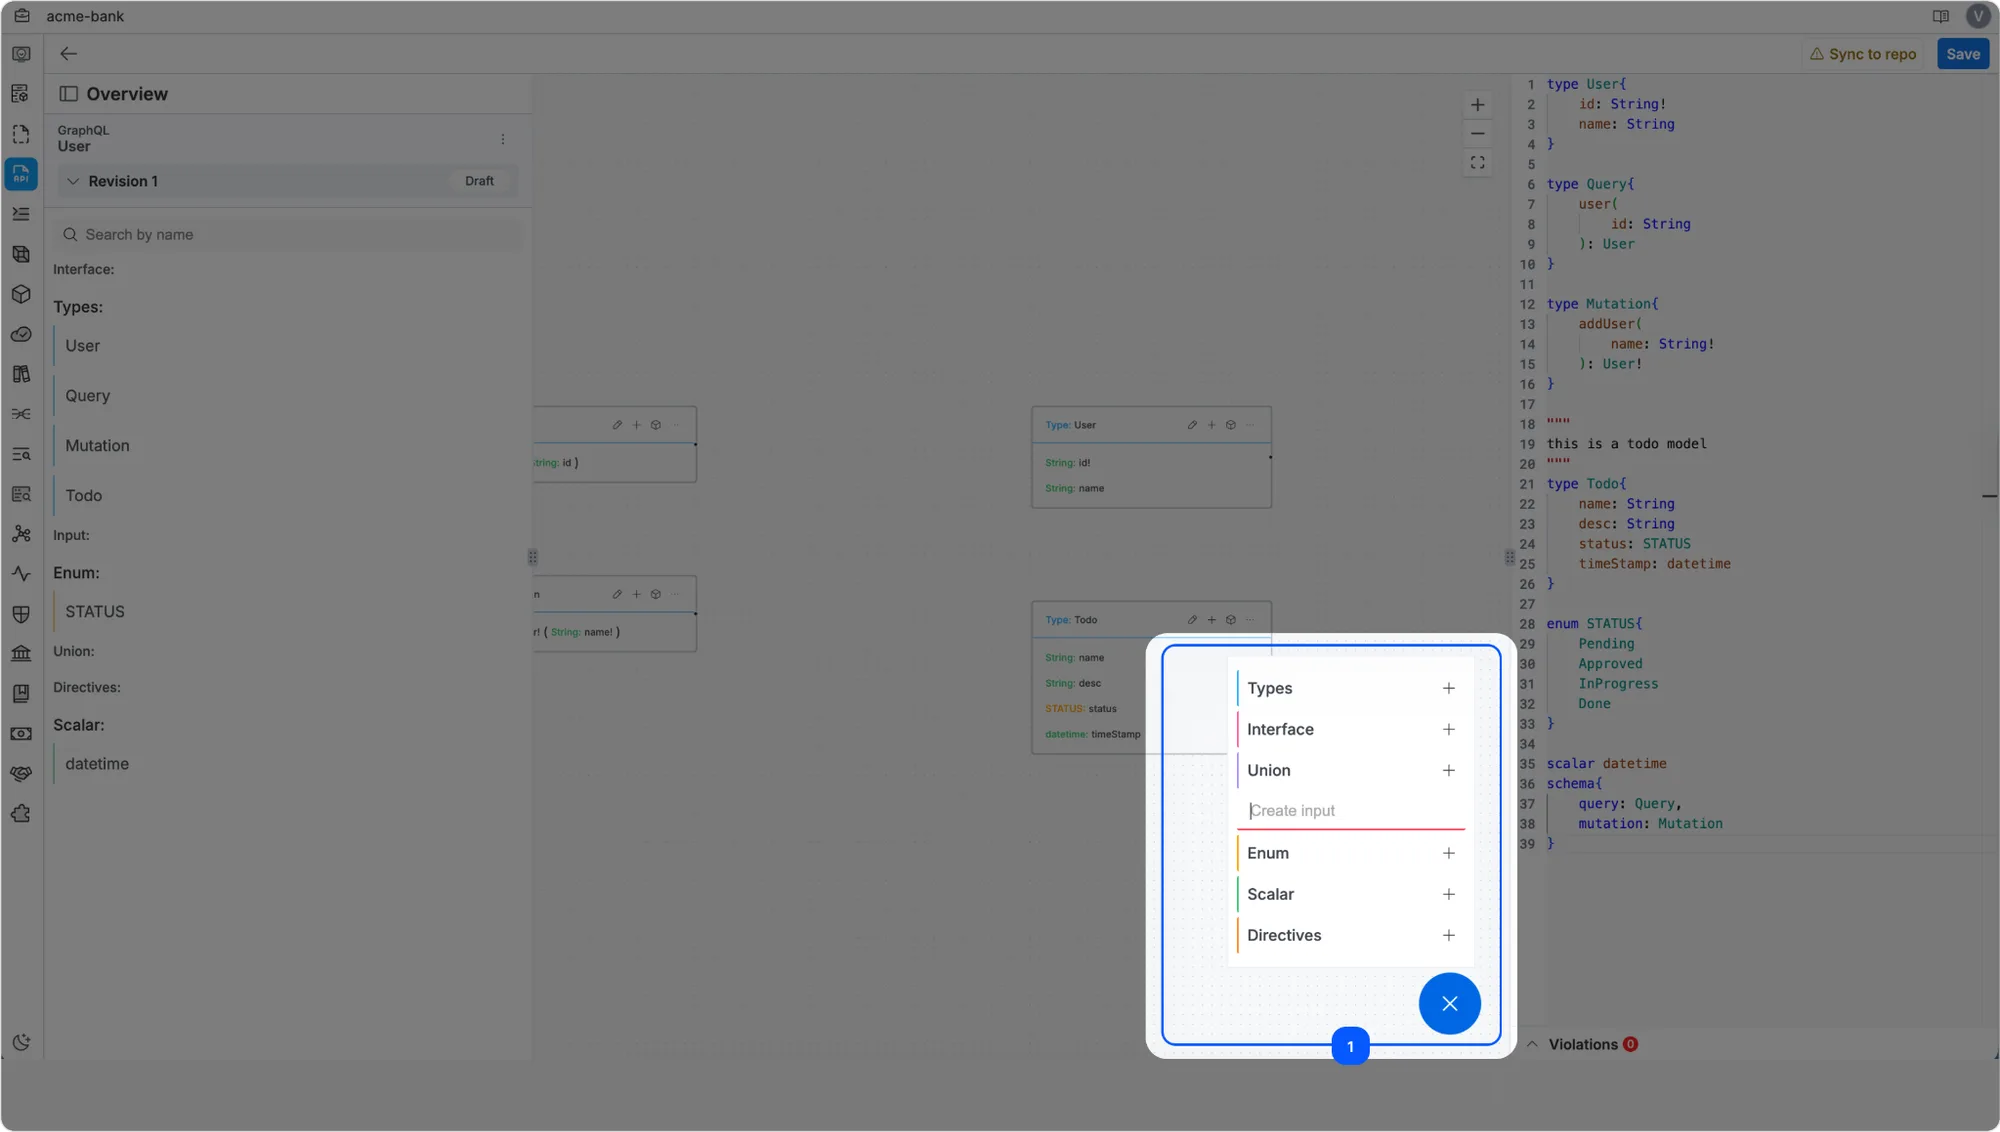 acme-bank
V
Sync to repo
Save
Overview
GraphQL
User
Revision 1
Draft
Search by name
Interface:
Types:
User
Query
Mutation
Todo
Input:
Enum:
STATUS
Union:
Directives:
Scalar:
datetime
API
String: id )
n
r! ( String: name! )
Type: User
String: id!
String: name
Type: Todo
String: name
String: desc
STATUS: status
datetime: timeStamp
Types
Interface
Union
Create input
Enum
Scalar
Directives
1
1 type User{
2 id: String!
3 name: String
4 }
5
6 type Query{
7 user(
8 id: String
9 ): User
10 }
11
12 type Mutation{
13 addUser(
14 name: String!
15 ): User!
16 }
17
18 """
19 this is a todo model
20 """
21 type Todo{
22 name: String
23 desc: String
24 status: STATUS
25 timeStamp: datetime
26 }
27
28 enum STATUS{
29 Pending
30 Approved
31 InProgress
32 Done
33 }
34
35 scalar datetime
36 schema{
37 query: Query,
38 mutation: Mutation
39 }
Violations 0